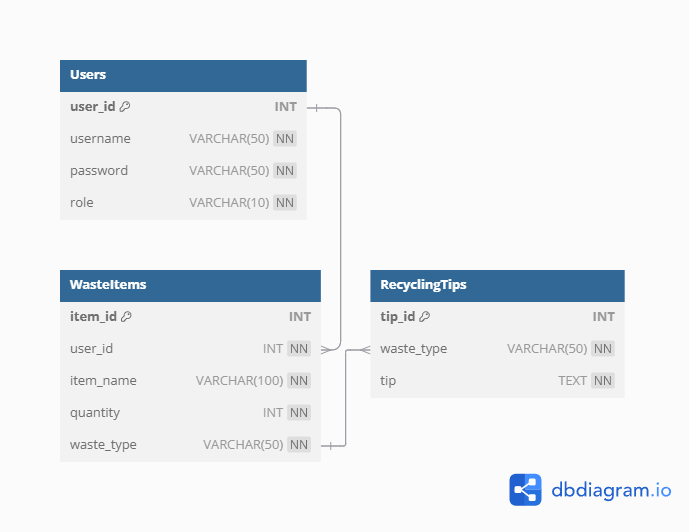 Users
user_id INT
username VARCHAR(50) NN
password VARCHAR(50) NN
role VARCHAR(10) NN
WasteItems
item_id INT
user_id INT NN
item_name VARCHAR(100) NN
quantity INT NN
waste_type VARCHAR(50) NN
RecyclingTips
tip_id INT
waste_type VARCHAR(50) NN
tip TEXT NN
dbdiagram.io